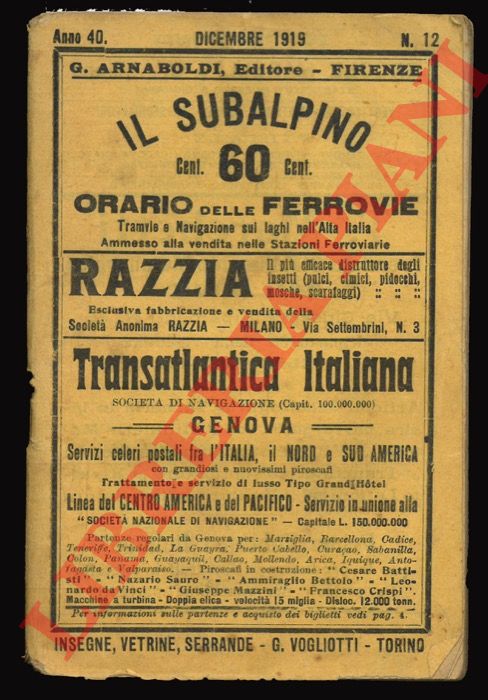 Anno 40. DICEMBRE 1919 N. 12
G. ARNABOLDI, Editore - FIRENZE
IL SUBALPINO
Cent. 60 Cent.
ORARIO DELLE FERROVIE
Tramvie e Navigazione sui laghi nell'Alta Italia
Ammesso alla vendita nelle Stazioni Ferroviarie
RAZZIA Il più efficace distruttore degli
insetti (pulci, cimici, pidocchi,
mosche, scarafaggi) " " "
Esclusiva fabbricazione e vendita della
Società Anonima RAZZIA — MILANO - Via Settembrini, N. 3
Transatlantica Italiana
SOCIETÀ DI NAVIGAZIONE (Capit. 100.000.000)
GENOVA
Servizi celeri postali fra l'ITALIA, il NORD e SUD AMERICA
con grandiosi e nuovissimi piroscafi
Trattamento e servizio di lusso Tipo Grand Hôtel
Linea del CENTRO AMERICA e del PACIFICO - Servizio in unione alla
"SOCIETÀ NAZIONALE DI NAVIGAZIONE" — Capitale L. 150.000.000
Partenze regolari da Genova per: Marsiglia, Barcellona, Cadice,
Teneriffe, Trinidad, La Guayra, Puerto Cabello, Curaçao, Sabanilla,
Colon, Panama, Guayaquil, Callao, Mollendo, Arica, Iquique, Anto-
fagasta e Valparaiso. — Piroscafi in costruzione: "Cesare Batti-
sti" - "Nazario Sauro" - "Ammiraglio Bettolo" - "Leo-
nardo da Vinci" - "Giuseppe Mazzini" - "Francesco Crispi".
Macchine a turbina - Doppia elica - velocità 15 miglia - Disloc. 12.000 tonn.
Per informazioni sulle partenze e acquisto dei biglietti vedi pag. 4.
INSEGNE, VETRINE, SERRANDE - G. VOGLIOTTI - TORINO
LIBRERIA PIANI